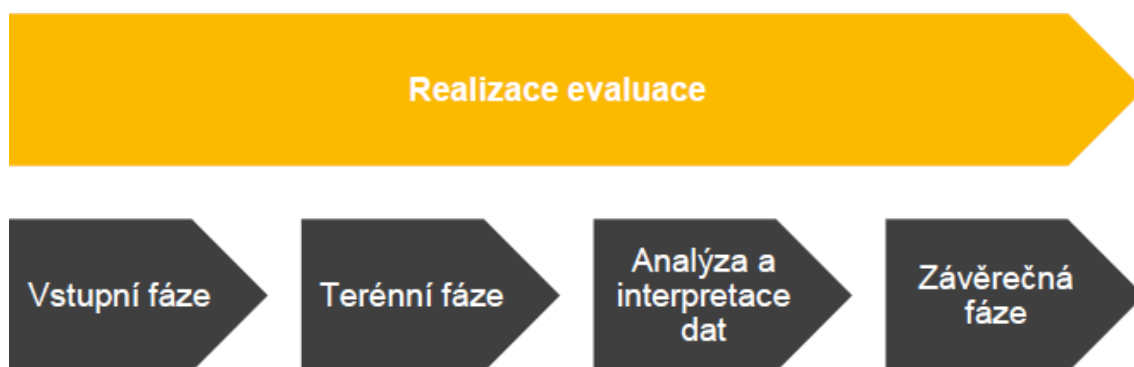 Realizace evaluace
Vstupní fáze
Terénní fáze
Analýza a
interpretace
dat
Závěrečná
fáze